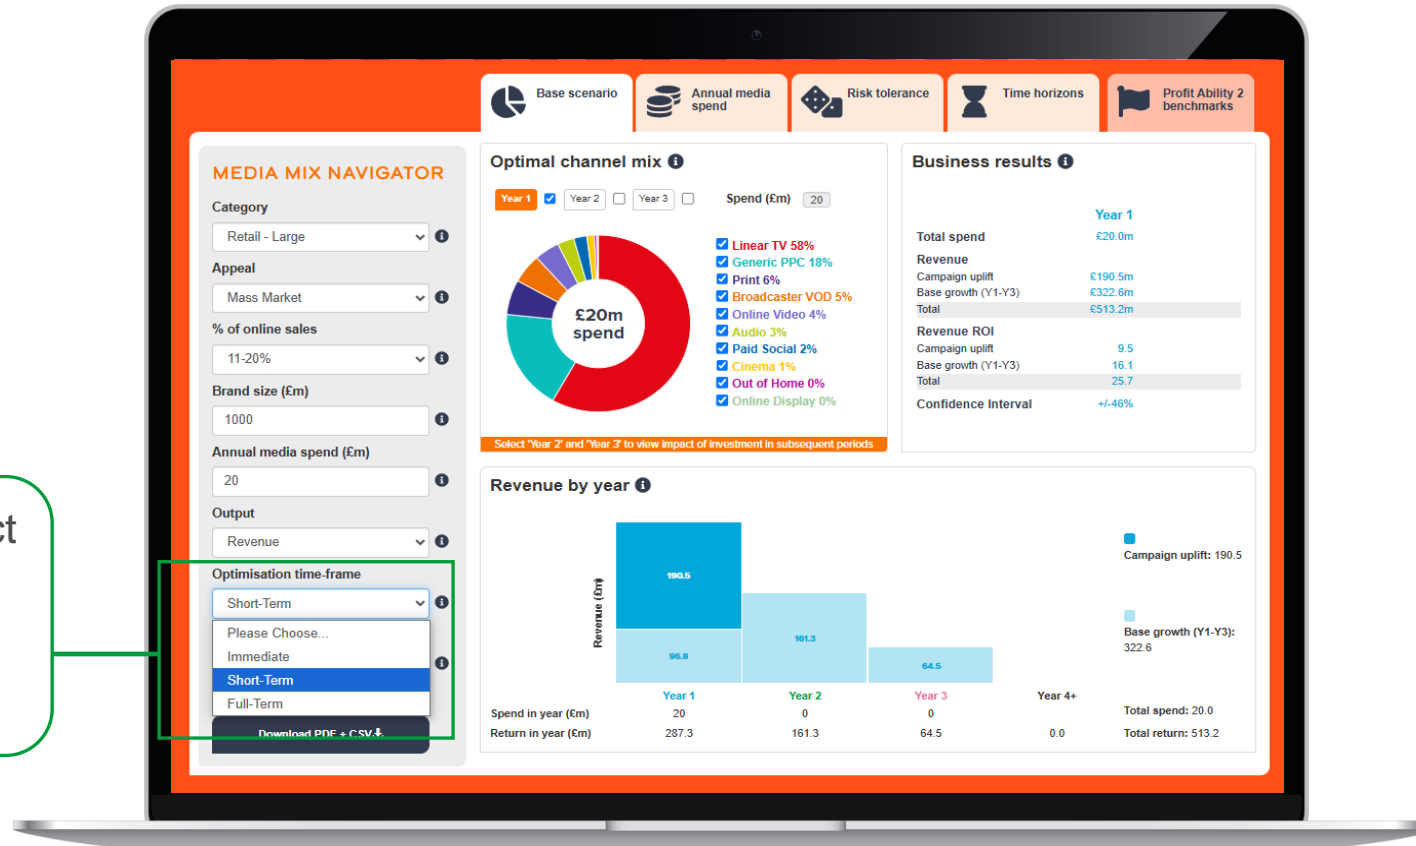 Base scenario
Annual media
spend
Risk tolerance
Time horizons
Profit Ability 2
benchmarks
MEDIA MIX NAVIGATOR
Category
Retail - Large
Appeal
Mass Market
% of online sales
11-20%
Brand size (£m)
1000
Annual media spend (£m)
20
Output
Revenue
Optimisation time-frame
Short-Term
Please Choose...
Immediate
Short-Term
Full-Term
Download PDF + CSV
Optimal channel mix
Year 1 Year 2 Year 3 Spend (£m) 20
£20m
spend
Linear TV 58%
Generic PPC 18%
Print 6%
Broadcaster VOD 5%
Online Video 4%
Audio 3%
Paid Social 2%
Cinema 1%
Out of Home 0%
Online Display 0%
Select 'Year 2' and 'Year 3' to view impact of investment in subsequent periods
Business results
Year 1
Total spend £20.0m
Revenue
Campaign uplift £190.5m
Base growth (Y1-Y3) £322.6m
Total £513.2m
Revenue ROI
Campaign uplift 9.5
Base growth (Y1-Y3) 16.1
Total 25.7
Confidence Interval +/-46%
Revenue by year
Revenue (£m)
190.5
96.8
161.3
64.5
Campaign uplift: 190.5
Base growth (Y1-Y3):
322.6
Year 1 Year 2 Year 3 Year 4+
Spend in year (£m) 20 0 0 Total spend: 20.0
Return in year (£m) 287.3 161.3 64.5 0.0 Total return: 513.2